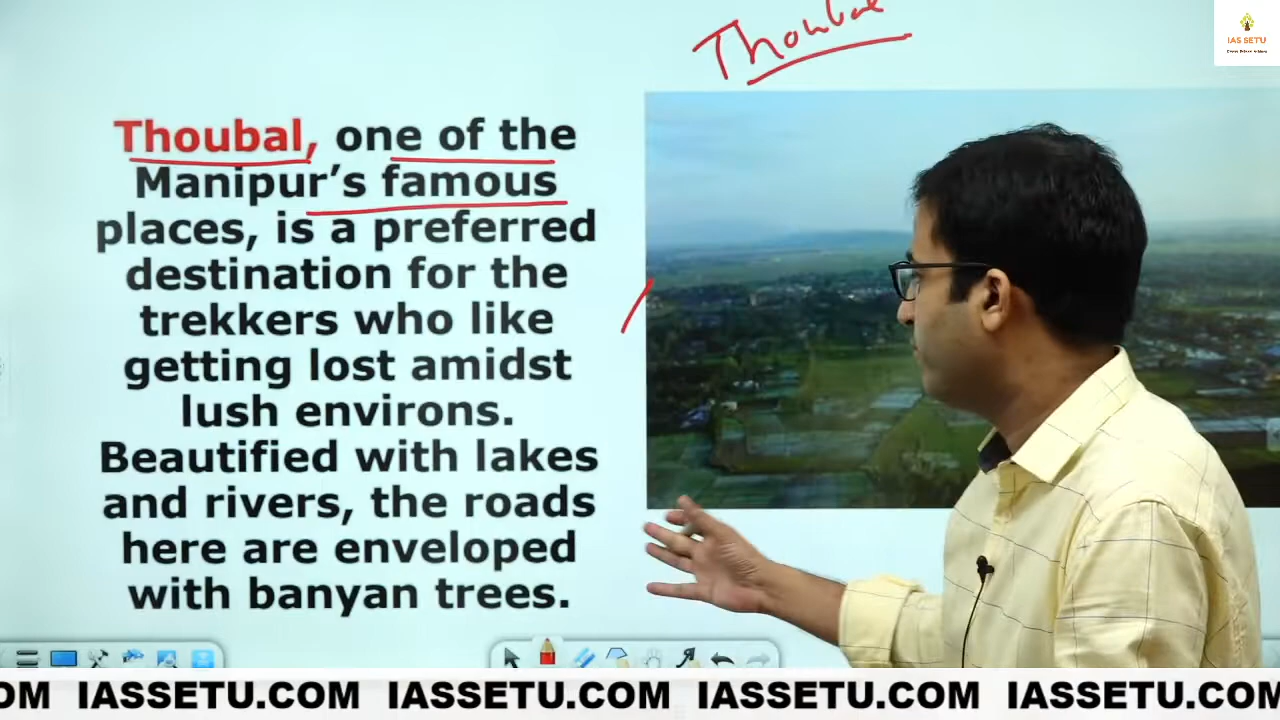 Thoubal
IAS SETU
Thoubal, one of the
Manipur's famous
places, is a preferred
destination for the
trekkers who like
getting lost amidst
lush environs.
Beautified with lakes
and rivers, the roads
here are enveloped
with banyan trees.
OM IASSETU.COM IASSETU.COM IASSETU.COM IASSETU.COM